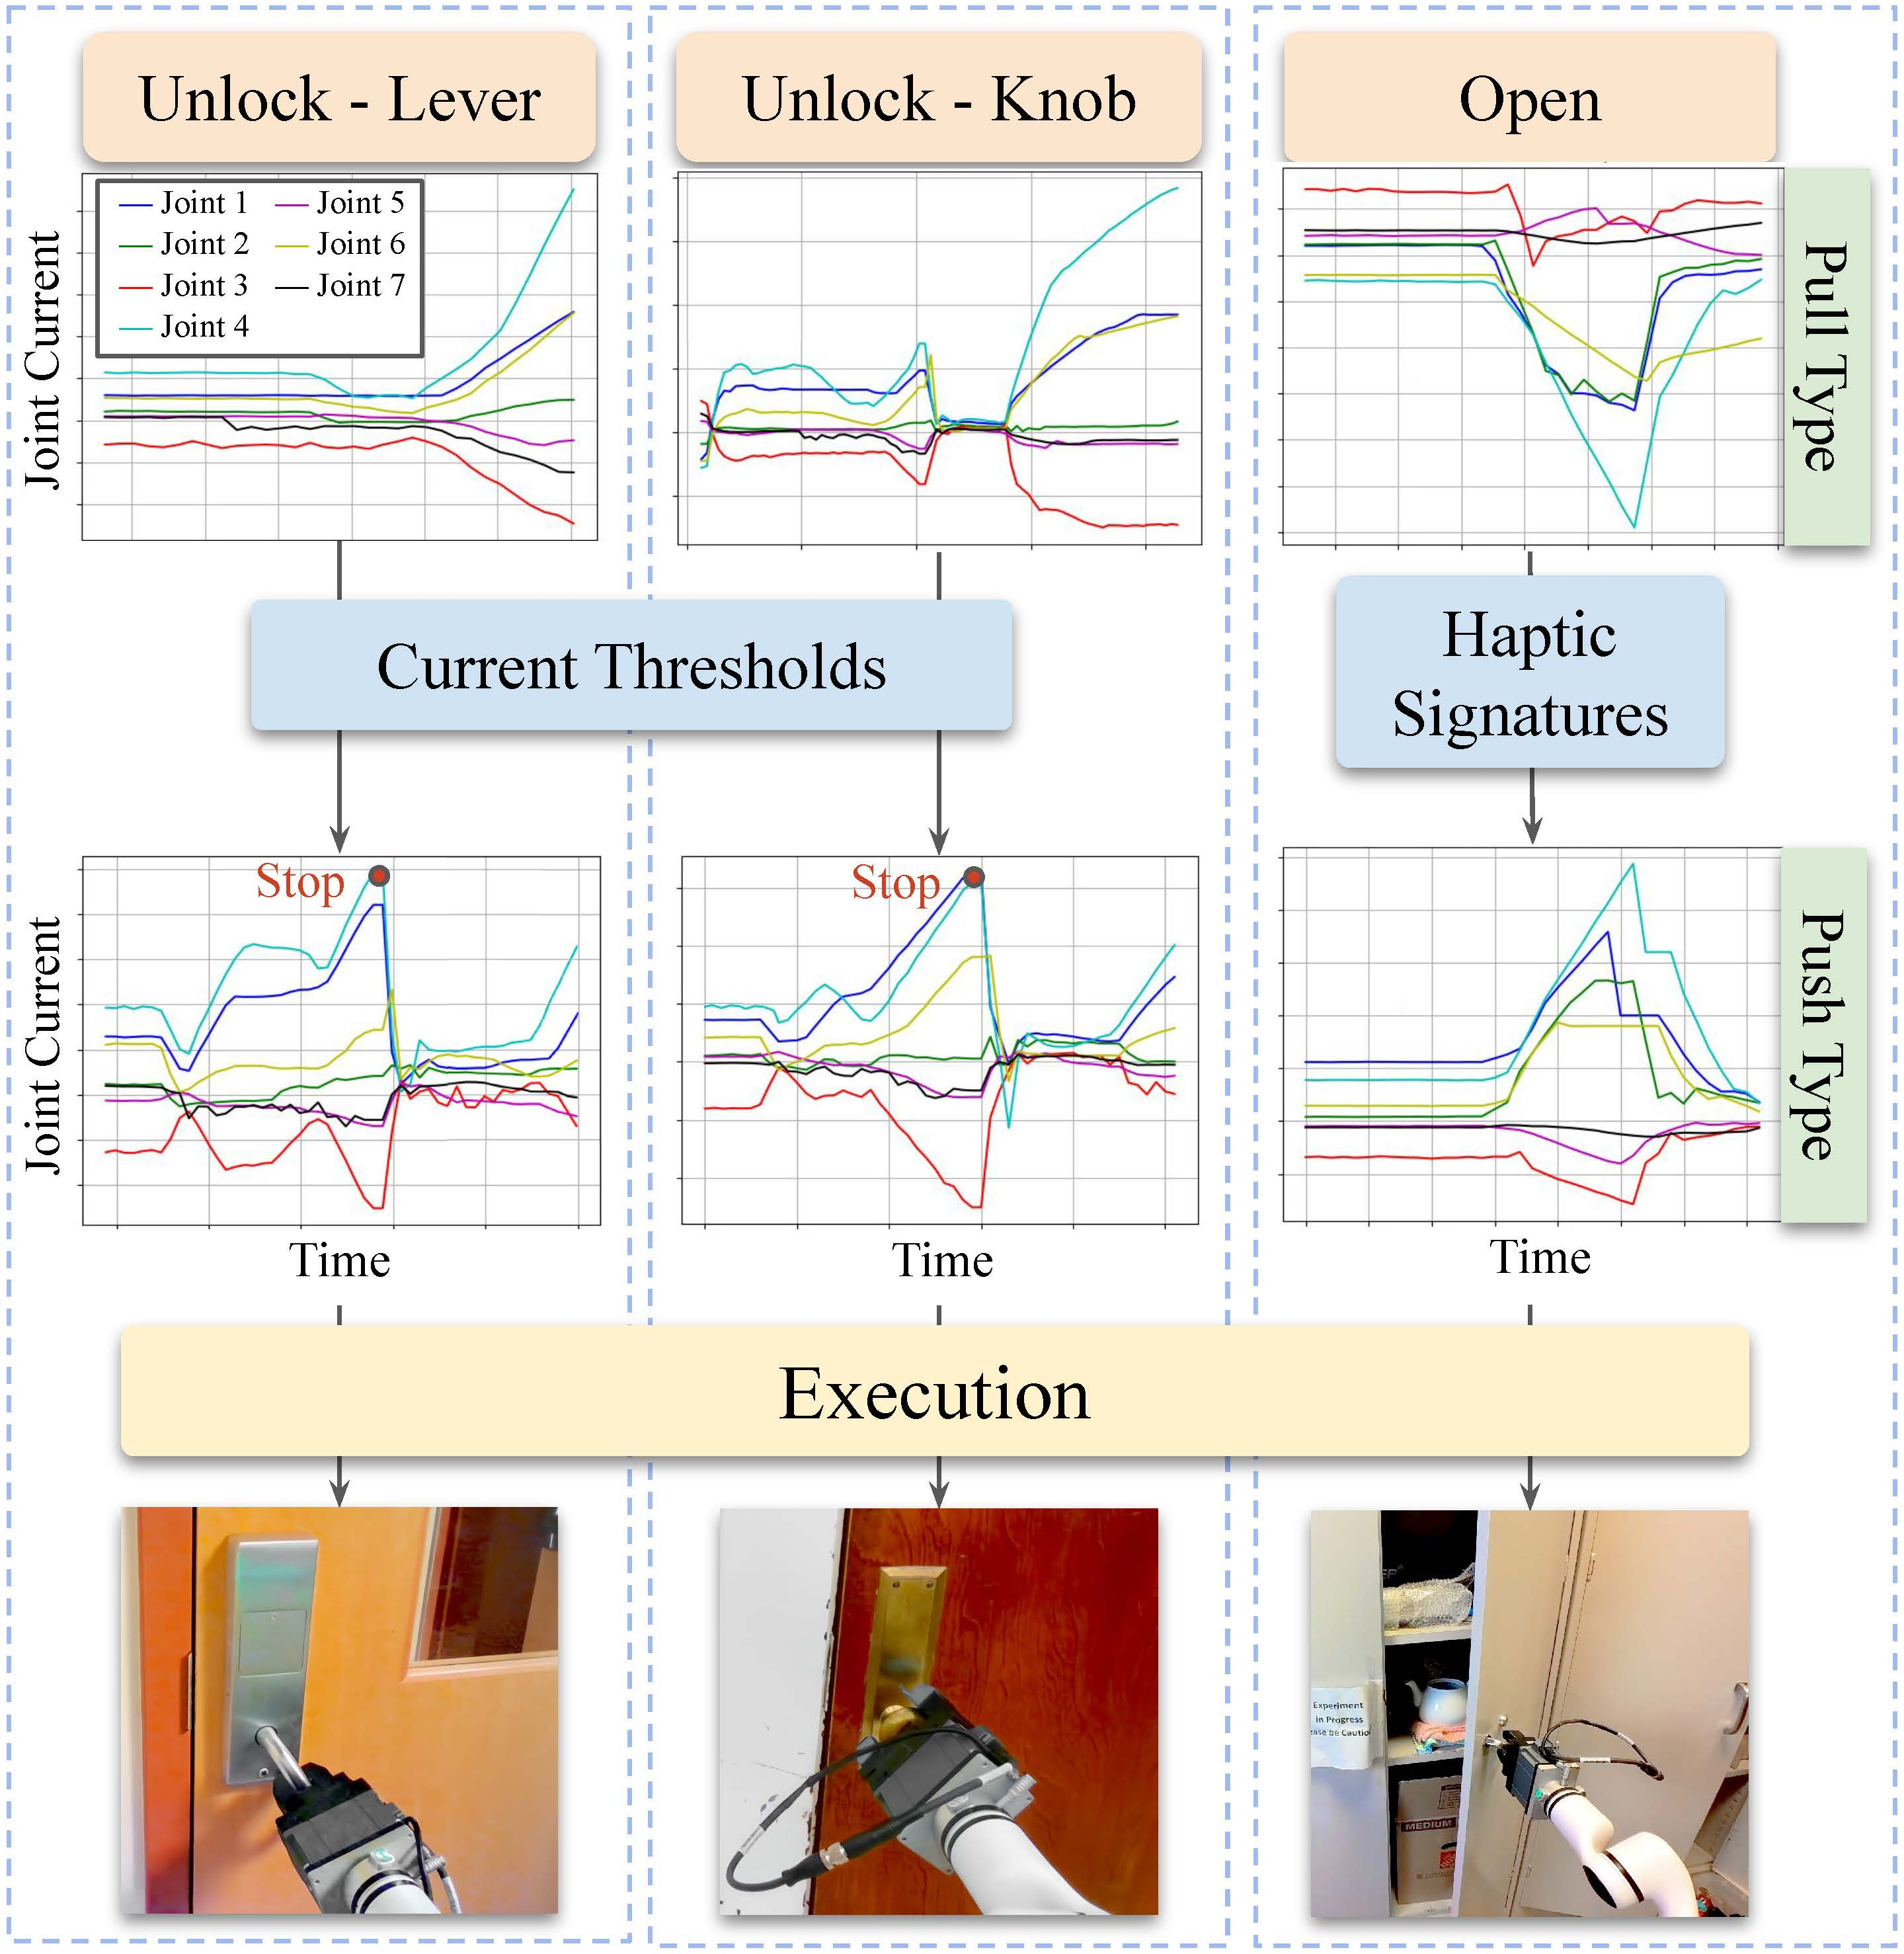 Unlock - Lever
Unlock - Knob
Open
Joint Current
Joint 1
Joint 5
Joint 2
Joint 6
Joint 3
Joint 7
Joint 4
Pull Type
Current Thresholds
Haptic
Signatures
Joint Current
Stop
Stop
Push Type
Time
Time
Time
Execution
Experiment
in Progress
ase be Cautio
MEDIUM